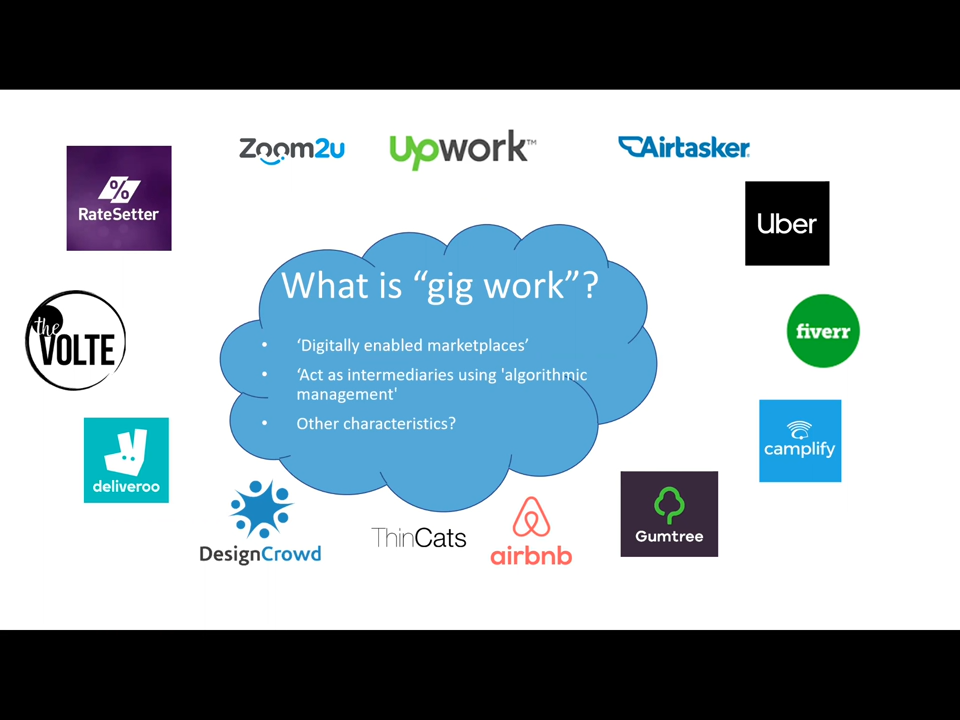 Zoom2u
Upwork™
Airtasker
%
RateSetter
Uber
What is “gig work”?
the
VOLTE
fiverr
• ‘Digitally enabled marketplaces’
• ‘Act as intermediaries using 'algorithmic
management'
• Other characteristics?
camplify
deliveroo
DesignCrowd
ThinCats
airbnb
Gumtree